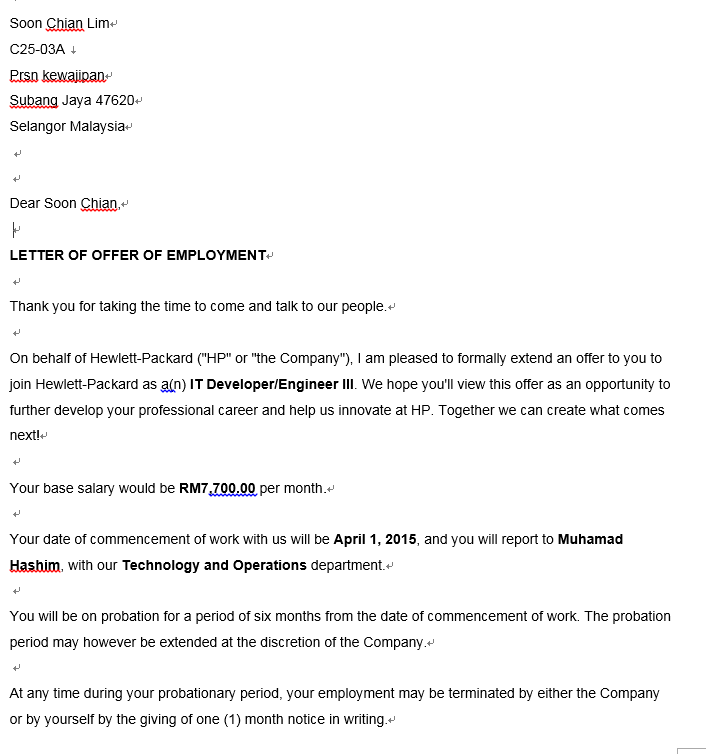 Soon Chian Lim
C25-03A
Prsn kewajipan
Subang Jaya 47620
Selangor Malaysia
Dear Soon Chian,
LETTER OF OFFER OF EMPLOYMENT
Thank you for taking the time to come and talk to our people.
On behalf of Hewlett-Packard ("HP" or "the Company"), I am pleased to formally extend an offer to you to
join Hewlett-Packard as a(n) IT Developer/Engineer III. We hope you'll view this offer as an opportunity to
further develop your professional career and help us innovate at HP. Together we can create what comes
next!
Your base salary would be RM7,700.00 per month.
Your date of commencement of work with us will be April 1, 2015, and you will report to Muhamad
Hashim, with our Technology and Operations department.
You will be on probation for a period of six months from the date of commencement of work. The probation
period may however be extended at the discretion of the Company.
At any time during your probationary period, your employment may be terminated by either the Company
or by yourself by the giving of one (1) month notice in writing.